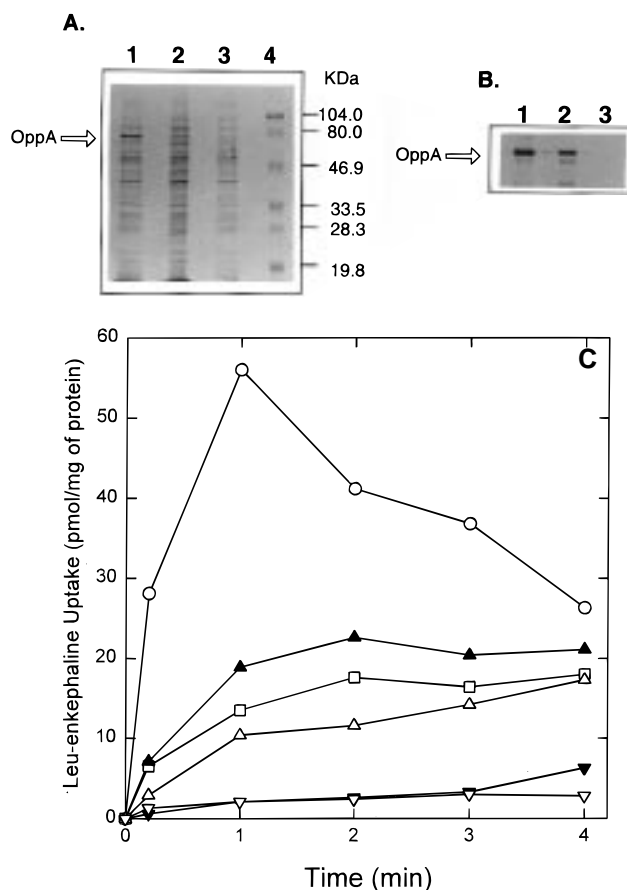 A.
1 2 3 4
KDa
OppA
104.0
80.0
46.9
33.5
28.3
19.8
B.
1 2 3
OppA
C
Leu-enkephaline Uptake (pmol/mg of protein)
60
50
40
30
20
10
0
0 1 2 3 4
Time (min)